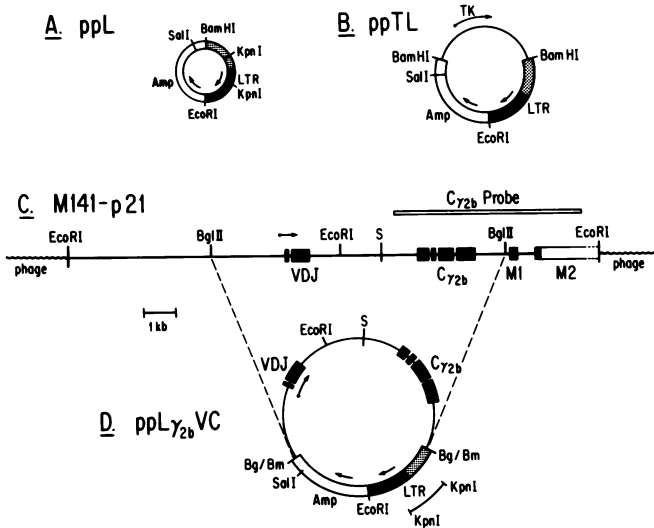 A. ppL
SalI
BamHI
KpnI
Amp
LTR
KpnI
EcoRI
B. ppTL
TK
BamHI
BamHI
SalI
Amp
LTR
EcoRI
C. M141-p21
Cγ2b Probe
EcoRI
BglII
EcoRI
S
BglII
EcoRI
phage
VDJ
Cγ2b
M1
M2
phage
1 kb
EcoRI
S
VDJ
Cγ2b
D. ppLγ2bVC
Bg/Bm
Bg/Bm
SalI
Amp
EcoRI
LTR
KpnI
KpnI